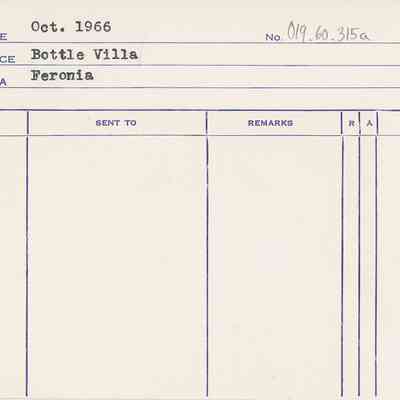 E Oct. 1966 No. 019.60.315a
CE Bottle Villa
A Feronia
SENT TO REMARKS R A